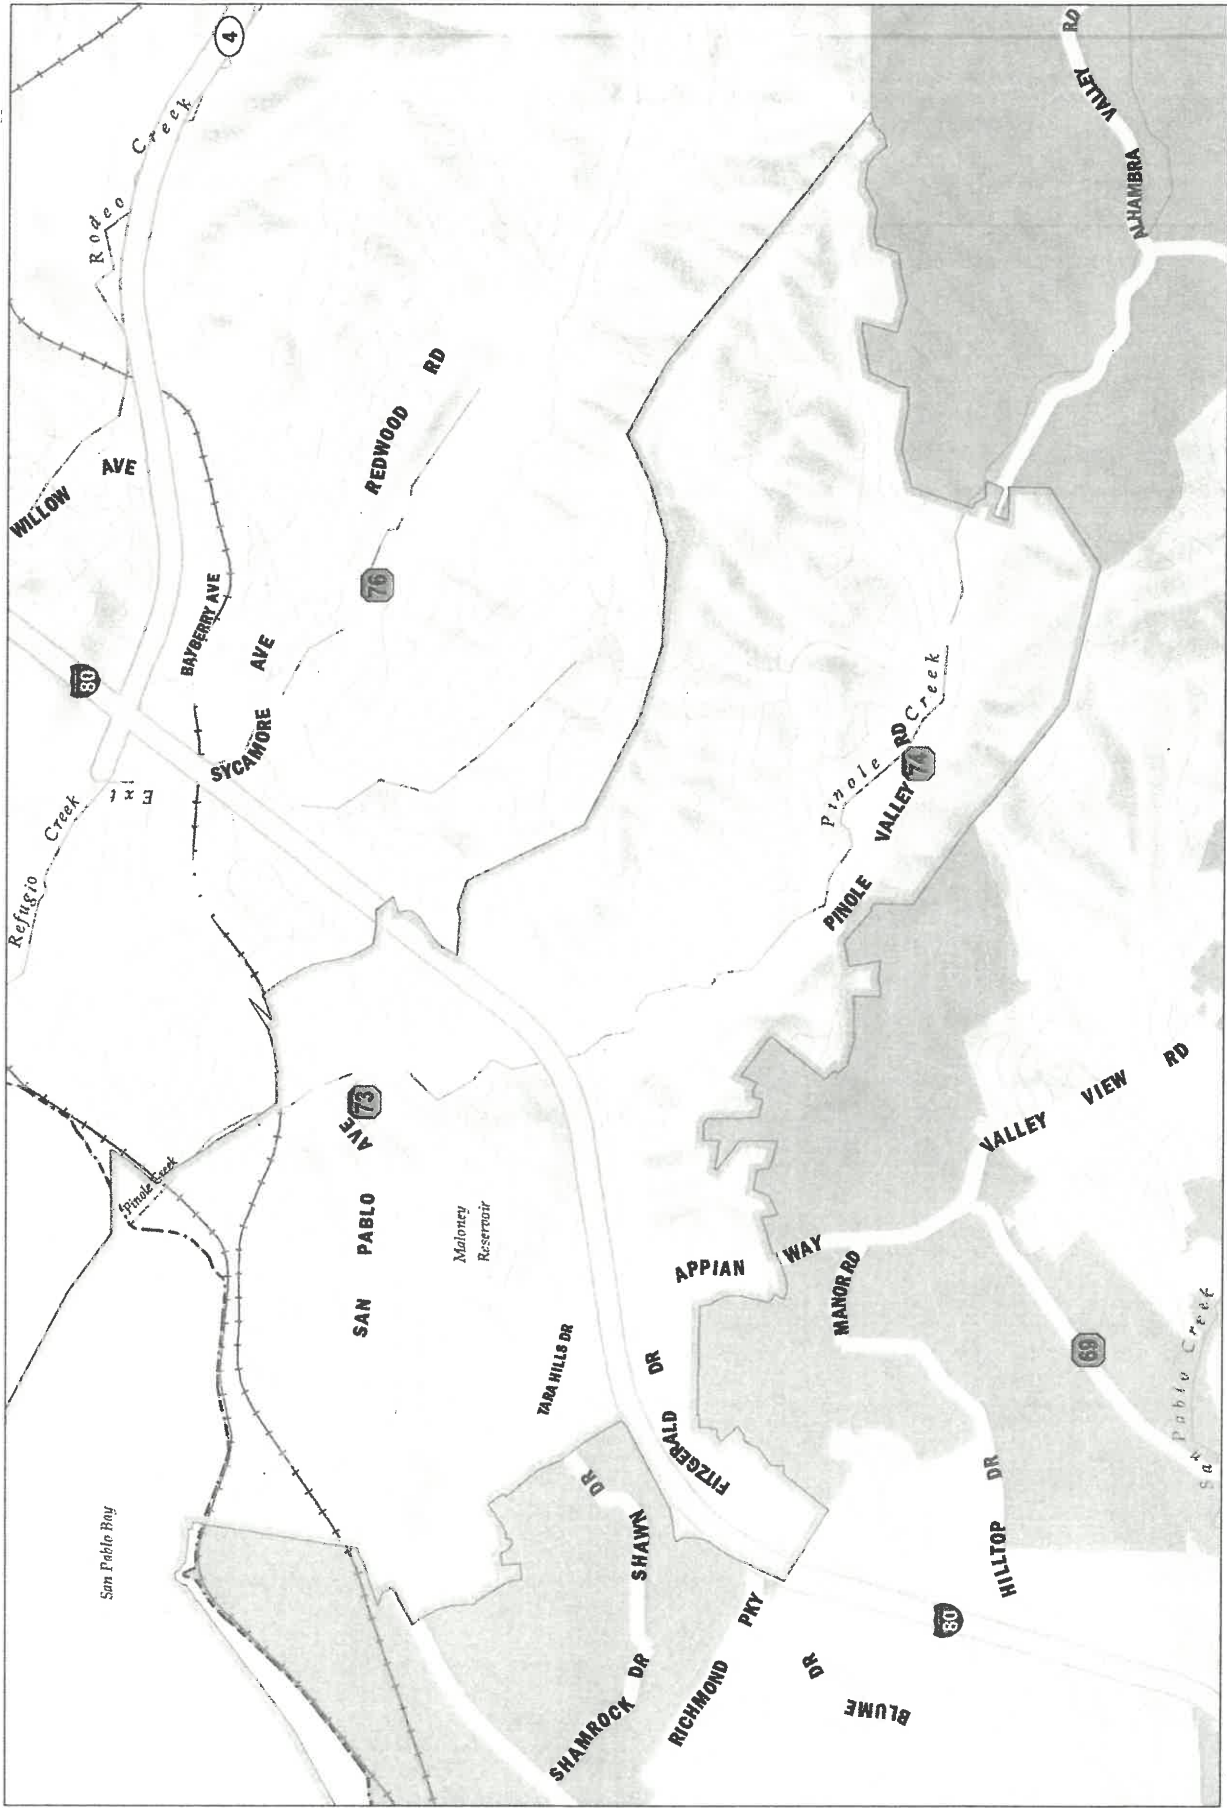 4
Rodeo Creek
WILLOW AVE
REDWOOD RD
80
BAYBERRY AVE
SYCAMORE AVE
76
Refugio Creek
Ext
VALLEY RD
ALHAMBRA
Pinole Creek
PINOLE VALLEY RD
74
73
SAN PABLO AVE
Pinole Creek
Maloney
Reservoir
San Pablo Bay
TARA HILLS DR
APPIAN WAY
MANOR RD
VALLEY VIEW RD
69
San Pablo Creek
FITZGERALD DR
SHAWN DR
SHAMROCK DR
RICHMOND PKY
BLUME DR
HILLTOP DR
80